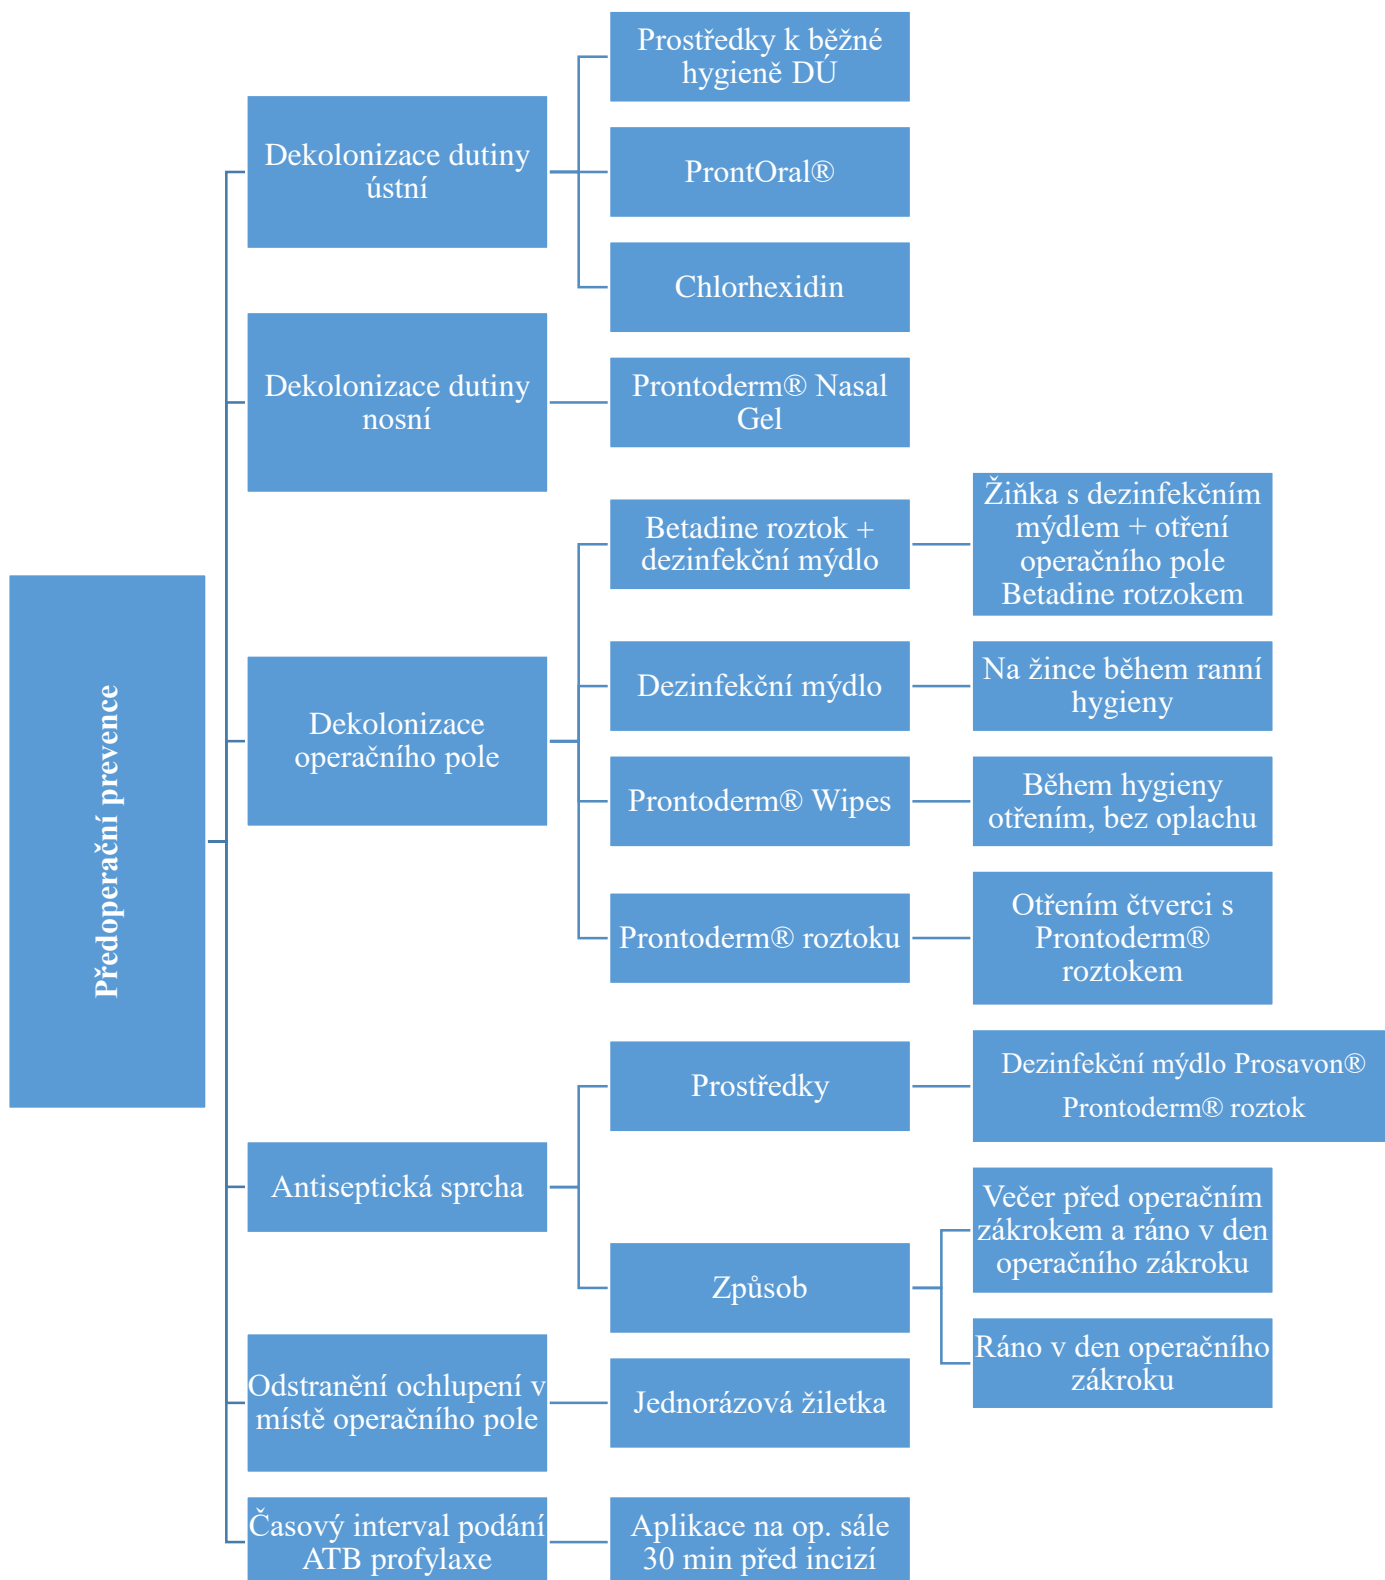 Předoperační prevence
Dekolonizace dutiny
ústní
Prostředky k běžné
hygieně DÚ
ProntOral®
Chlorhexidin
Dekolonizace dutiny
nosní
Prontoderm® Nasal
Gel
Dekolonizace
operačního pole
Betadine roztok +
dezinfekční mýdlo
Žiňka s dezinfekčním
mýdlem + otření
operačního pole
Betadine rotzokem
Dezinfekční mýdlo
Na žince během ranní
hygieny
Prontoderm® Wipes
Během hygieny
otřením, bez oplachu
Prontoderm® roztoku
Otřením čtverci s
Prontoderm®
roztokem
Antiseptická sprcha
Prostředky
Dezinfekční mýdlo Prosavon®
Prontoderm® roztok
Způsob
Večer před operačním
zákrokem a ráno v den
operačního zákroku
Ráno v den operačního
zákroku
Odstranění ochlupení v
místě operačního pole
Jednorázová žiletka
Časový interval podání
ATB profylaxe
Aplikace na op. sále
30 min před incizí